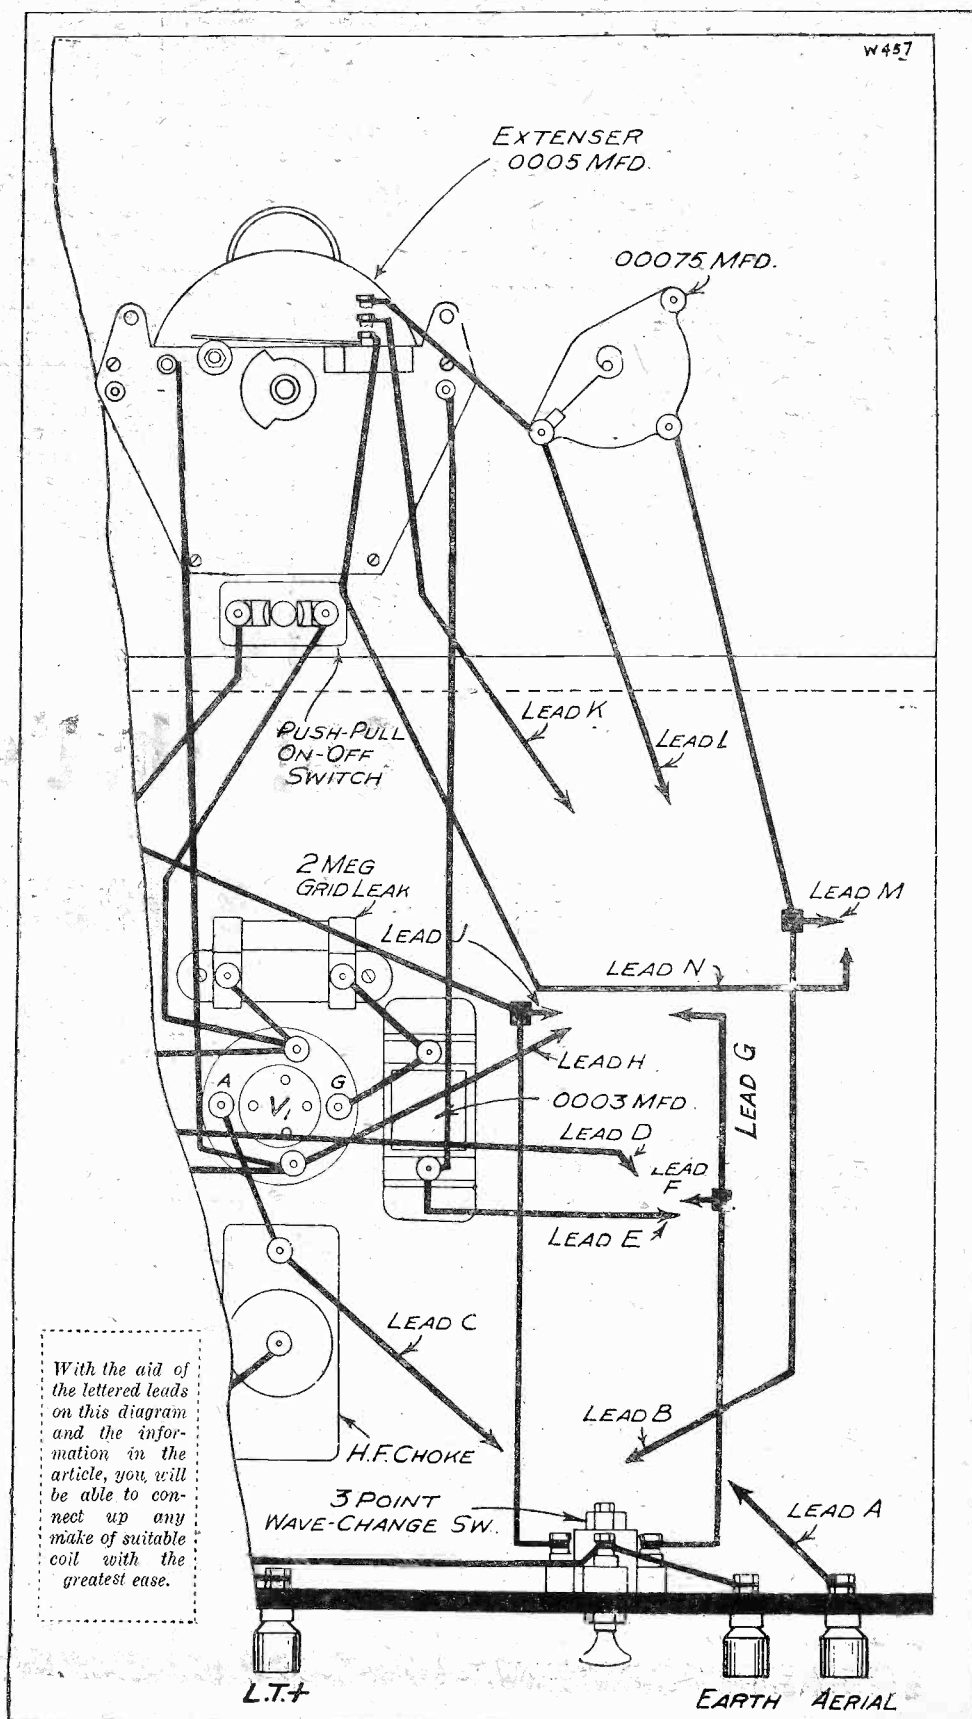 W457
EXTENSER
0005 MFD.
00075 MFD.
LEAD K
LEAD L
PUSH-PULL
ON-OFF
SWITCH
2 MEG
GRID LEAK
LEAD M
LEAD J
LEAD N
LEAD H
LEAD G
A
G
V.
0003 MFD.
LEAD D
LEAD
F
LEAD E
LEAD C
With the aid of
the lettered leads
on this diagram
and the infor-
mation in the
article, you, will
be able to con-
nect up any
make of suitable
coil with the
greatest ease.
LEAD B
H.F. CHOKE
3 POINT
WAVE-CHANGE SW.
LEAD A
L.T.+
EARTH
AERIAL